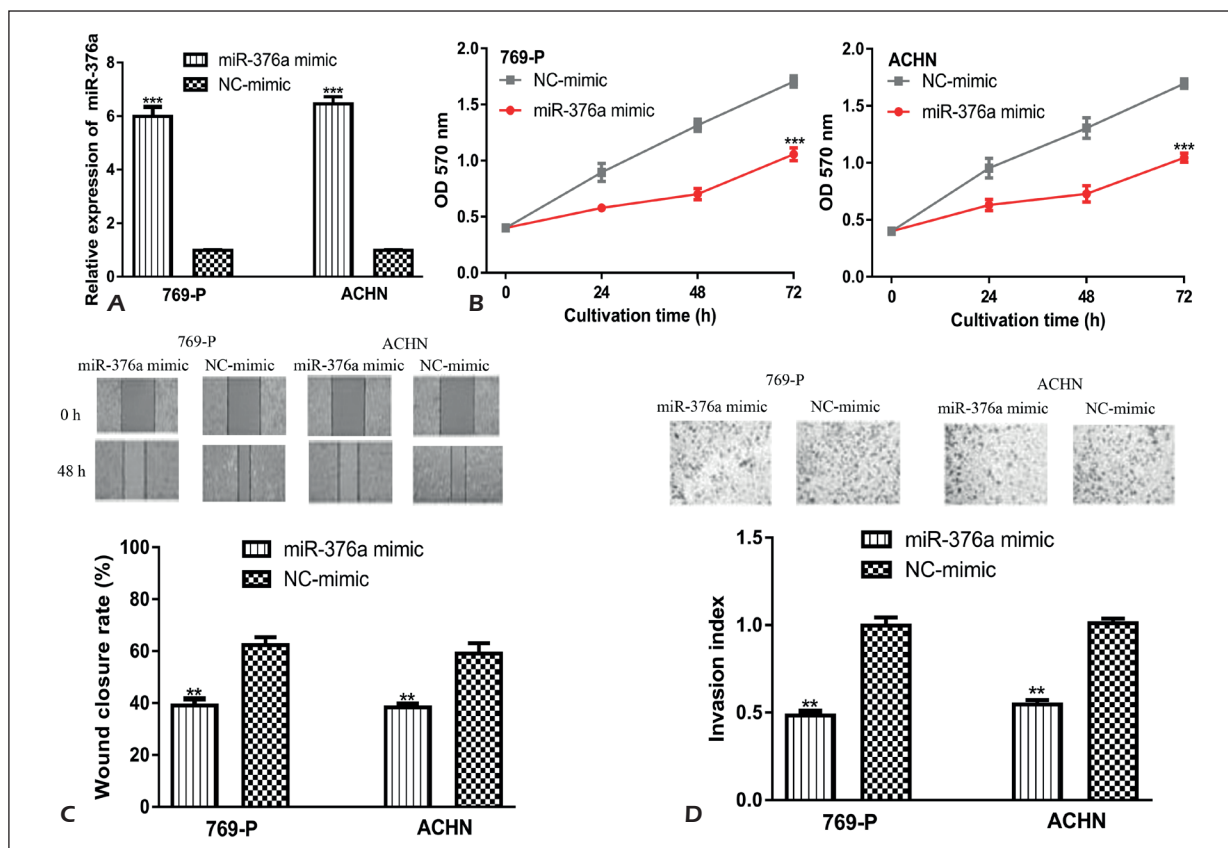 Relative expression of miR-376a
8
6
4
2
0
miR-376a mimic
NC-mimic
***
***
769-P
ACHN
A
OD 570 nm
2.0
1.5
1.0
0.5
0.0
769-P
NC-mimic
miR-376a mimic
***
0
24
48
72
Cultivation time (h)
B
OD 570 nm
2.0
1.5
1.0
0.5
0.0
ACHN
NC-mimic
miR-376a mimic
***
0
24
48
72
Cultivation time (h)
769-P
ACHN
miR-376a mimic
NC-mimic
miR-376a mimic
NC-mimic
0 h
48 h
Wound closure rate (%)
100
80
60
40
20
0
miR-376a mimic
NC-mimic
**
**
769-P
ACHN
C
769-P
ACHN
miR-376a mimic
NC-mimic
miR-376a mimic
NC-mimic
Invasion index
1.5
1.0
0.5
0.0
miR-376a mimic
NC-mimic
**
**
769-P
ACHN
D